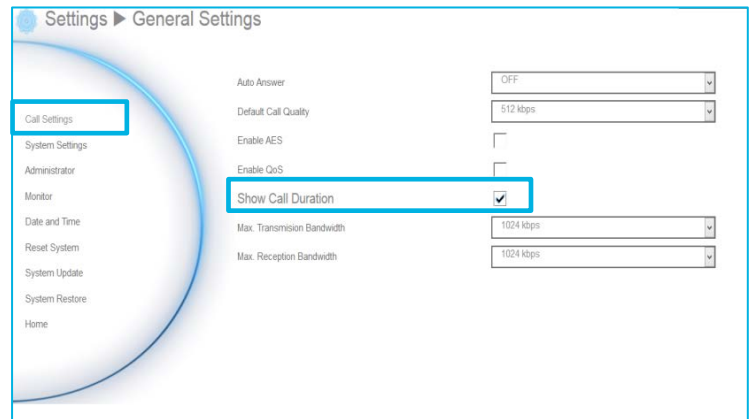 Settings ▶ General Settings
Call Settings
System Settings
Administrator
Monitor
Date and Time
Reset System
System Update
System Restore
Home
Auto Answer OFF
Default Call Quality 512 kbps
Enable AES
Enable QoS
Show Call Duration
Max. Transmision Bandwidth 1024 kbps
Max. Reception Bandwidth 1024 kbps